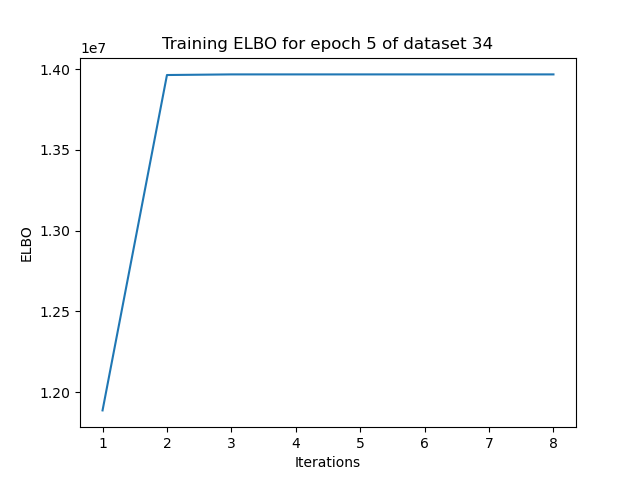 Training ELBO for epoch 5 of dataset 34
1e7
1.40
1.35
1.30
1.25
1.20
ELBO
1 2 3 4 5 6 7 8
Iterations